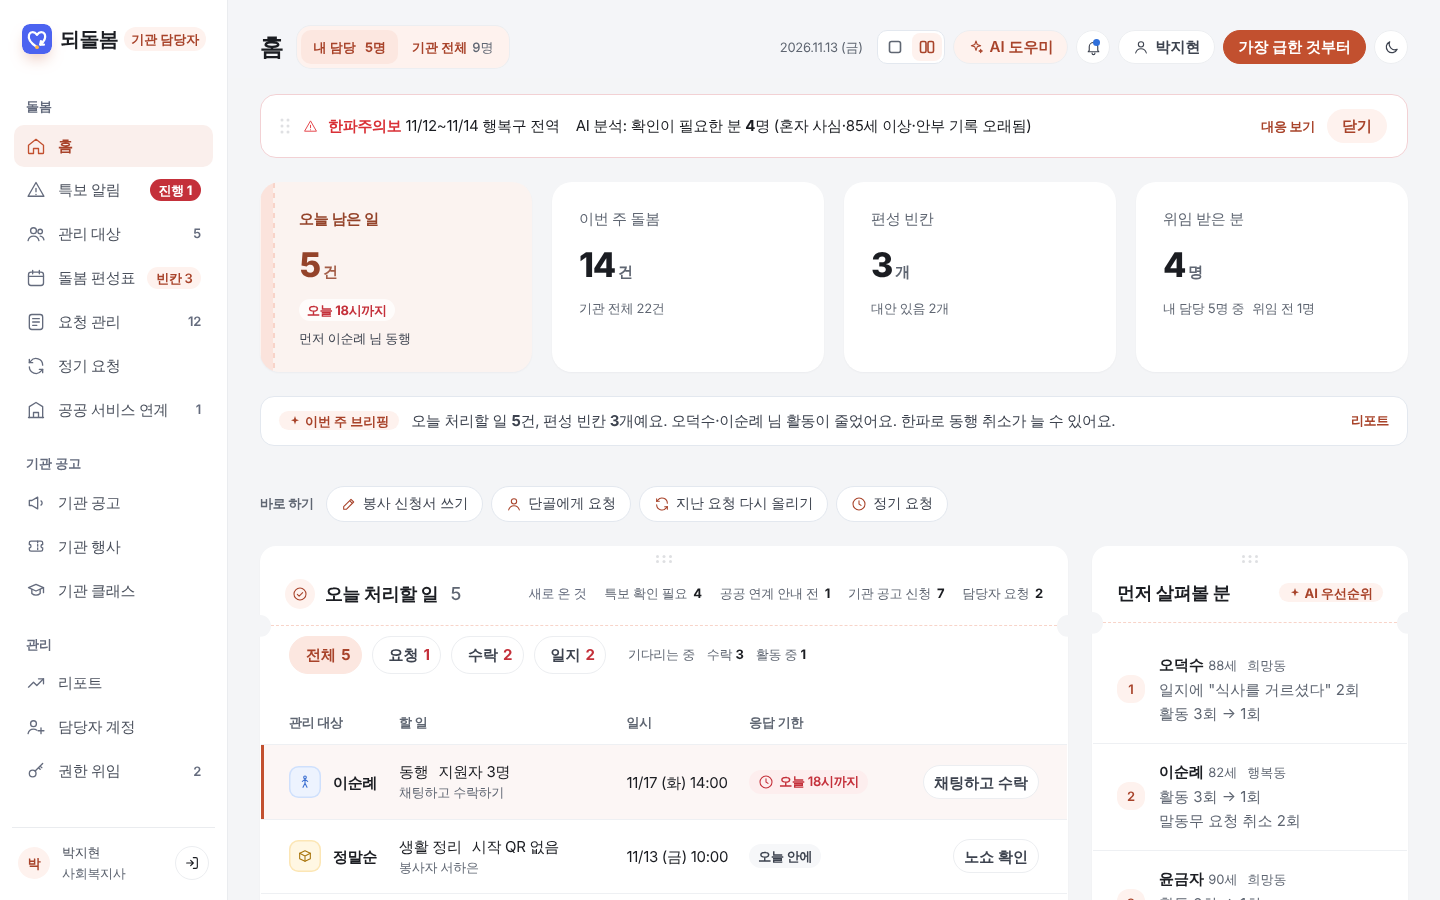 되돌봄 기관 담당자
돌봄
홈
특보 알림 진행 1
관리 대상 5
돌봄 편성표 빈칸 3
요청 관리 12
정기 요청
공공 서비스 연계 1
기관 공고
기관 공고
기관 행사
기관 클래스
관리
리포트
담당자 계정
권한 위임 2
박
박지현
사회복지사
홈 내 담당 5명 기관 전체 9명
2026.11.13 (금) AI 도우미 박지현 가장 급한 것부터
한파주의보 11/12~11/14 행복구 전역 AI 분석: 확인이 필요한 분 4명 (혼자 사심·85세 이상·안부 기록 오래됨) 대응 보기 닫기
오늘 남은 일
5건
오늘 18시까지
먼저 이순례 님 동행
이번 주 돌봄
14건
기관 전체 22건
편성 빈칸
3개
대안 있음 2개
위임 받은 분
4명
내 담당 5명 중 위임 전 1명
이번 주 브리핑 오늘 처리할 일 5건, 편성 빈칸 3개예요. 오덕수·이순례 님 활동이 줄었어요. 한파로 동행 취소가 늘 수 있어요. 리포트
바로 하기 봉사 신청서 쓰기 단골에게 요청 지난 요청 다시 올리기 정기 요청
오늘 처리할 일 5 새로 온 것 특보 확인 필요 4 공공 연계 안내 전 1 기관 공고 신청 7 담당자 요청 2
전체 5 요청 1 수락 2 일지 2 기다리는 중 수락 3 활동 중 1
관리 대상 할 일 일시 응답 기한
이순례 동행 지원자 3명 11/17 (화) 14:00 오늘 18시까지 채팅하고 수락
채팅하고 수락하기
정말순 생활 정리 시작 QR 없음 11/13 (금) 10:00 오늘 안에 노쇼 확인
봉사자 서하은
먼저 살펴볼 분 AI 우선순위
1 오덕수 88세 희망동
일지에 "식사를 거르셨다" 2회
활동 3회 → 1회
2 이순례 82세 행복동
활동 3회 → 1회
말동무 요청 취소 2회
윤금자 90세 희망동